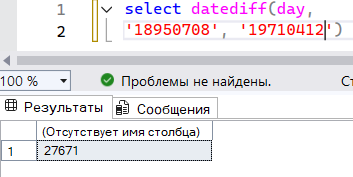 1 select datediff(day,
2 '18950708', '19710412')
100 % Проблемы не найдены. Ст
Результаты Сообщения
(Отсутствует имя столбца)
1 27671